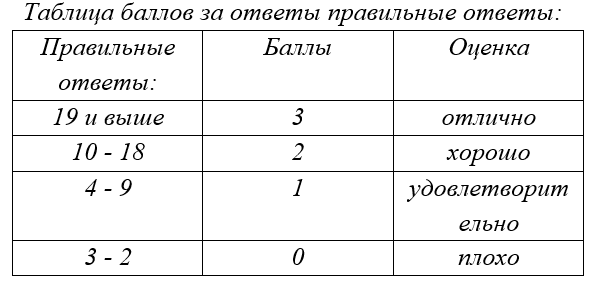 Таблица баллов за ответы правильные ответы:
Правильные ответы: Баллы Оценка
19 и выше 3 отлично
10 - 18 2 хорошо
4 - 9 1 удовлетворит
ельно
3 - 2 0 плохо